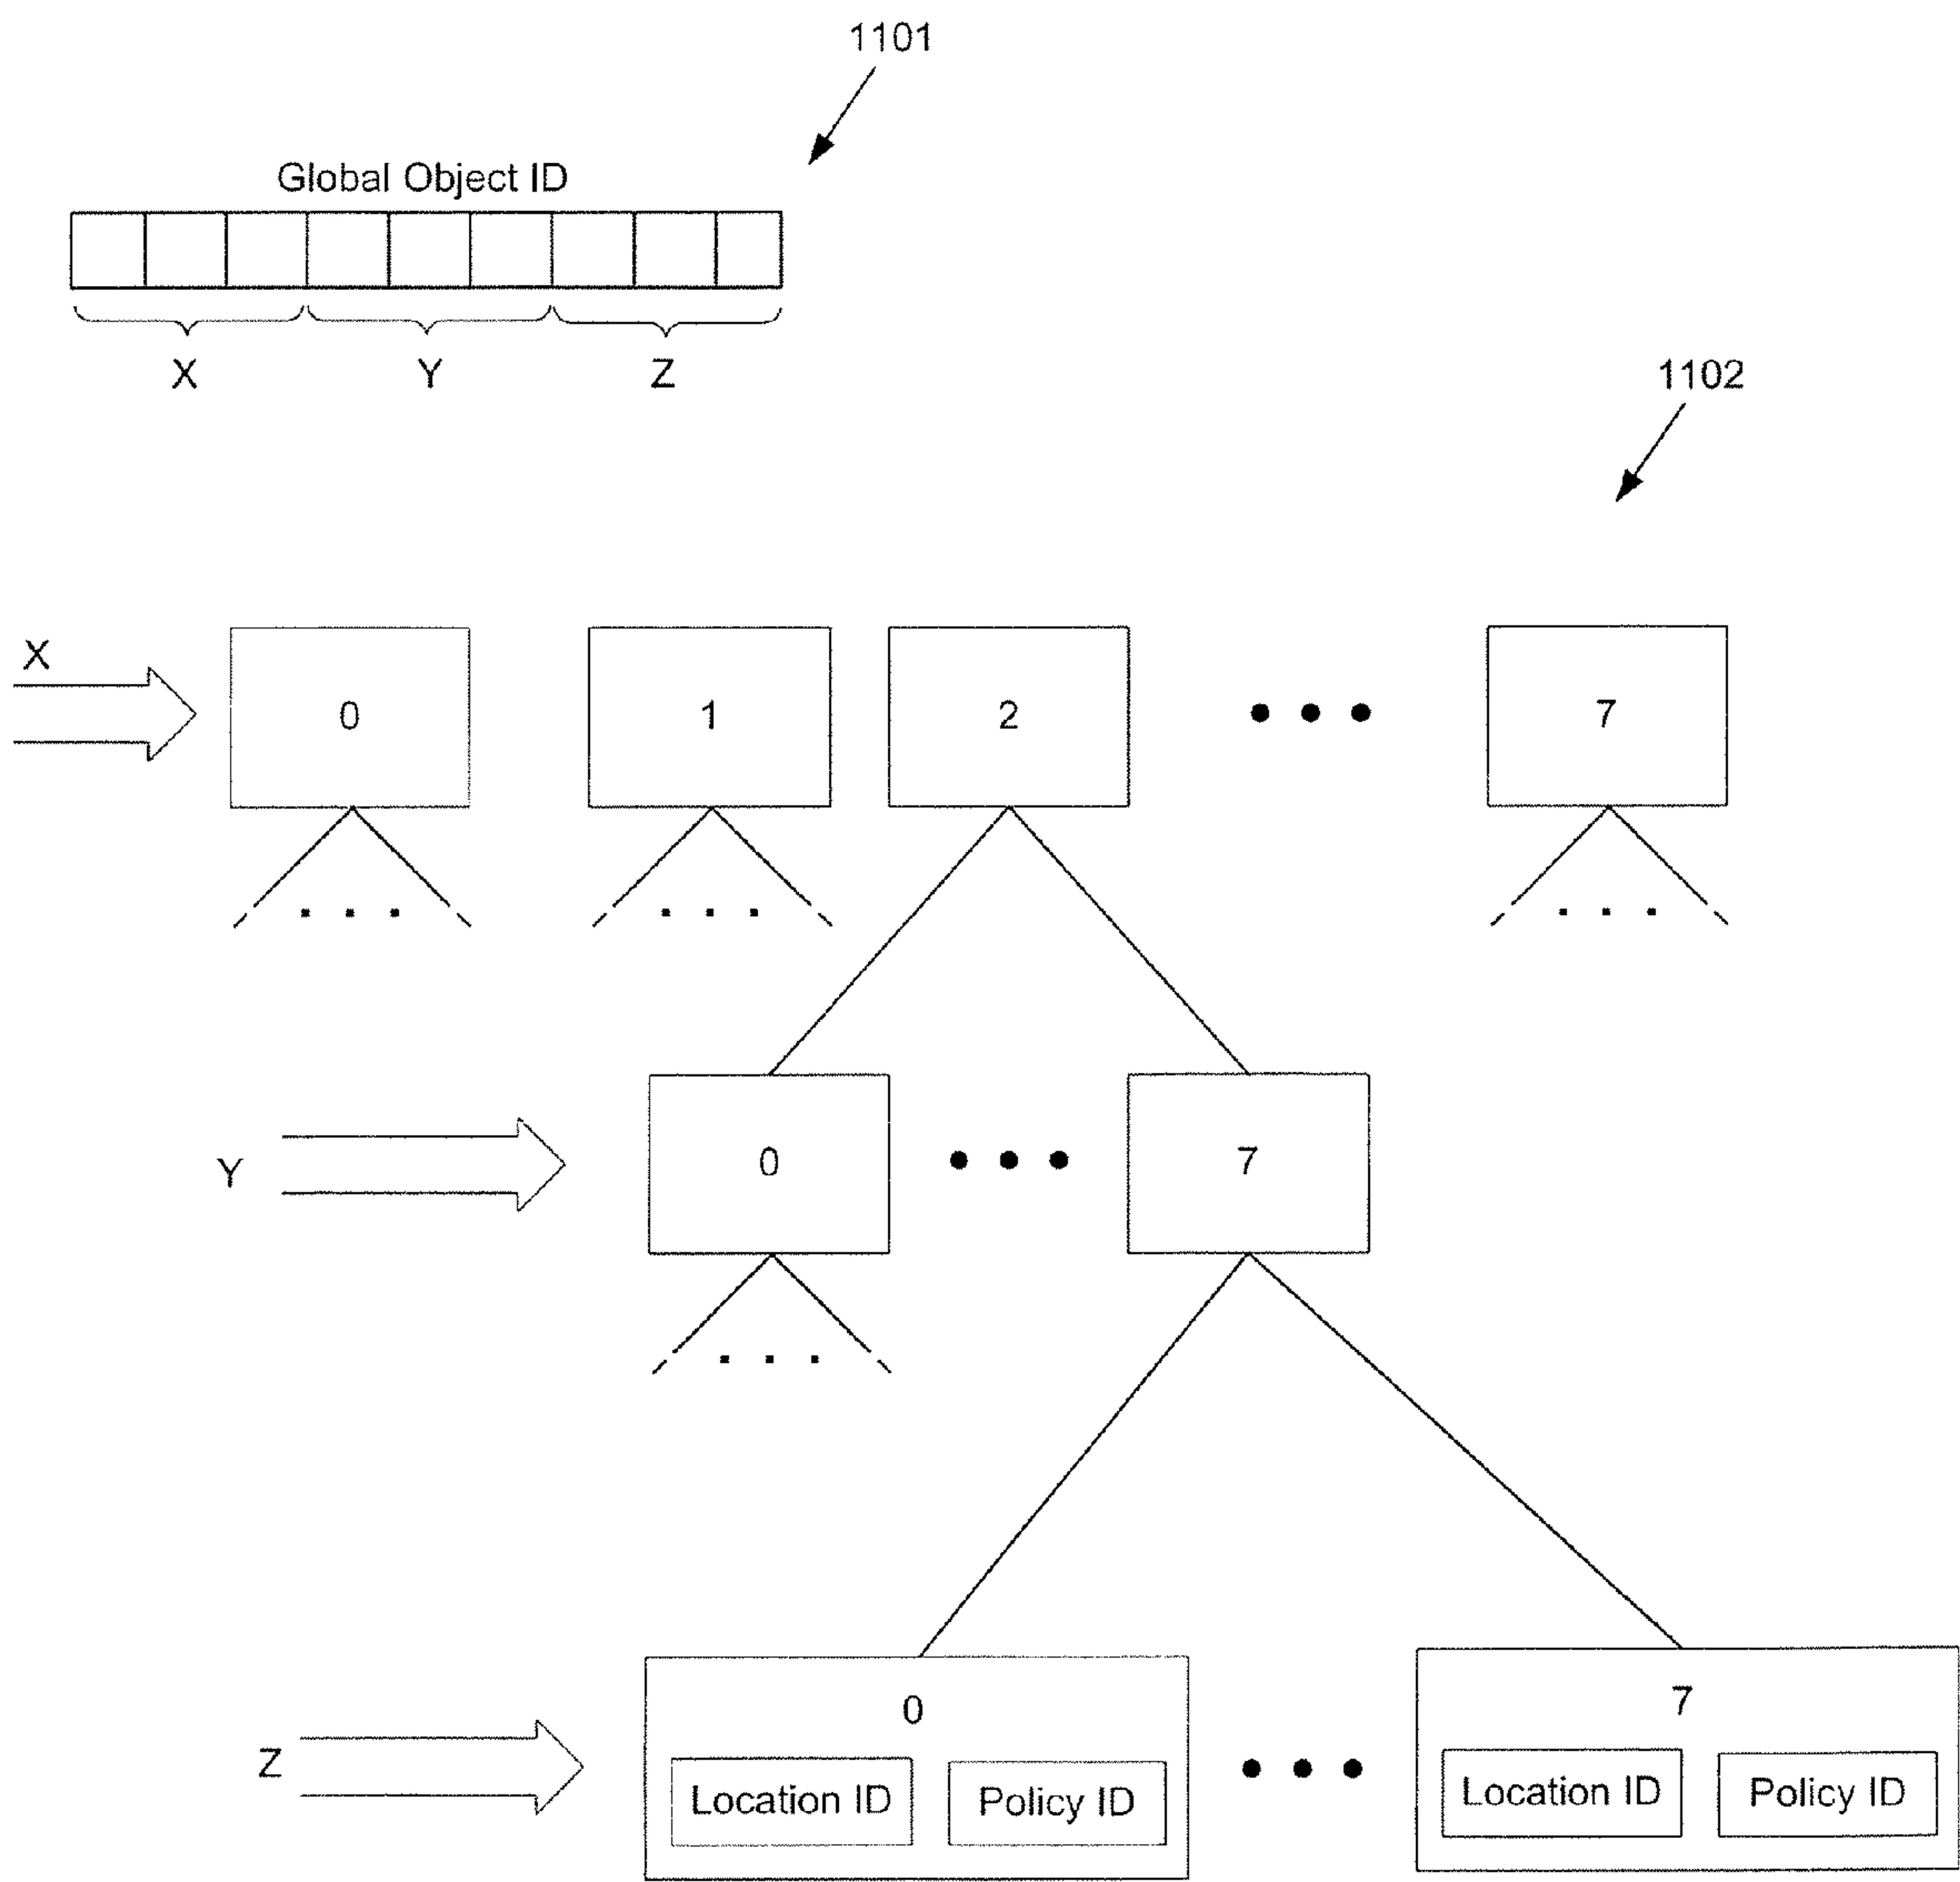 1101
Global Object ID
X Y Z
1102
X
0 1 2 7
Y
0 7
Z
0 7
Location ID Policy ID Location ID Policy ID